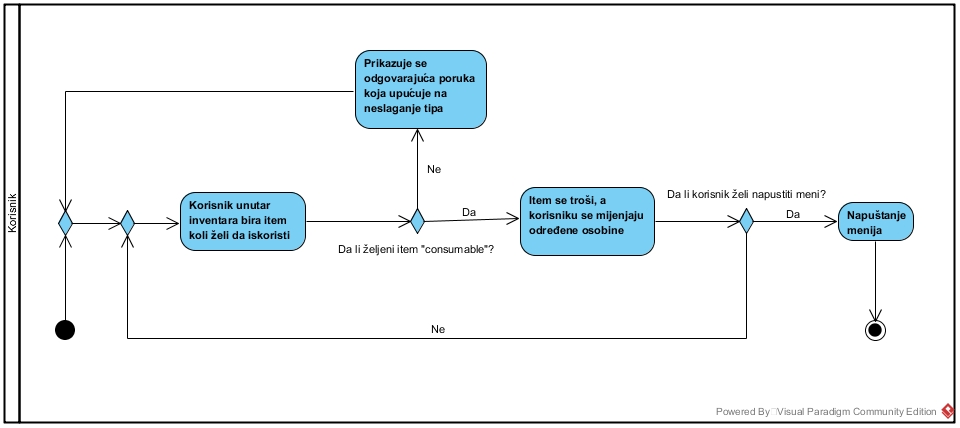 Korisnik
Prikazuje se
odgovarajuća poruka
koja upućuje na
neslaganje tipa
Ne
Korisnik unutar
inventara bira item
koli želi da iskoristi
Da li željeni item "consumable"?
Da
Item se troši, a
korisniku se mijenjaju
određene osobine
Da li korisnik želi napustiti meni?
Da
Napuštanje
menija
Ne
Powered By Visual Paradigm Community Edition